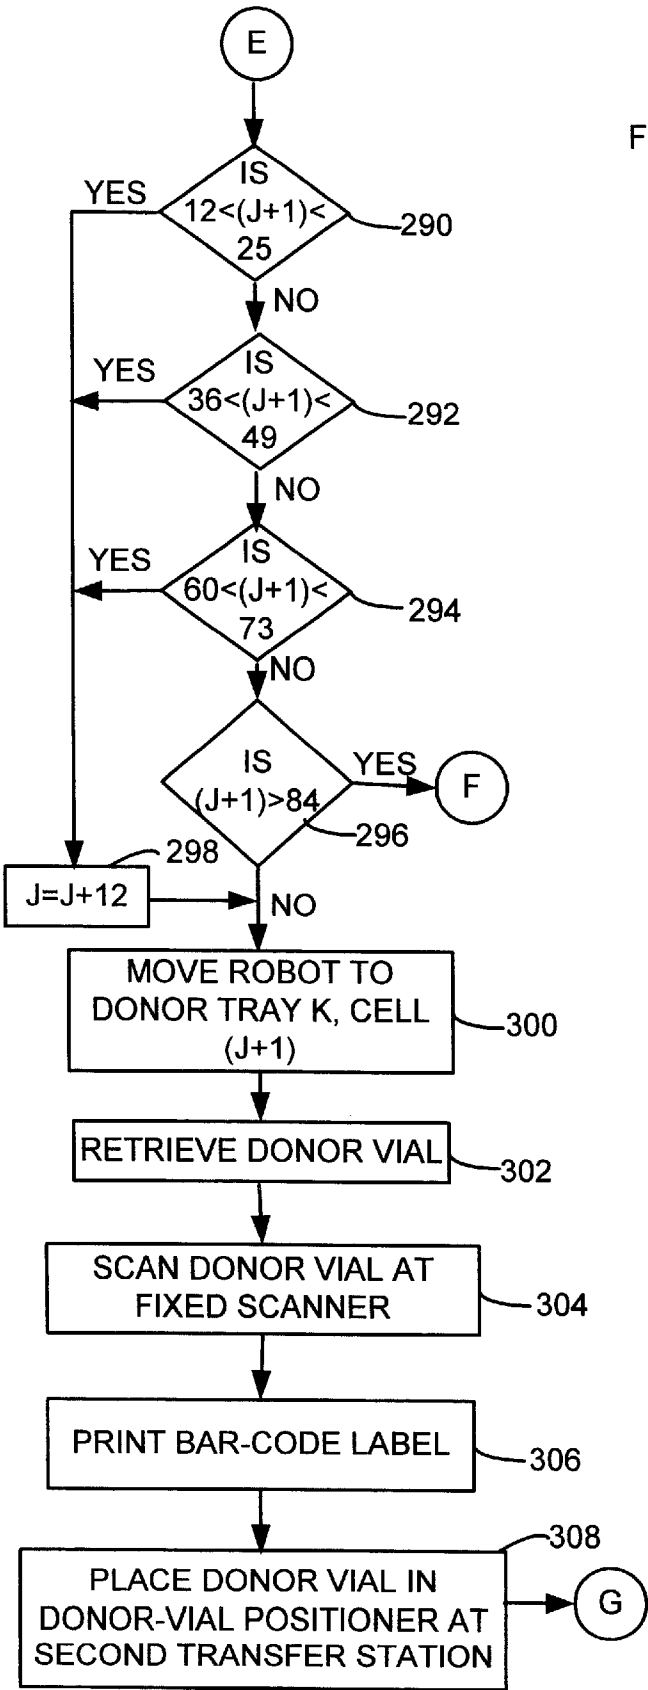 E
F
IS
12<(J+1)<
25
YES
290
NO
IS
36<(J+1)<
49
YES
292
NO
IS
60<(J+1)<
73
YES
294
NO
IS
(J+1)>84
YES
F
296
298
J=J+12
NO
MOVE ROBOT TO
DONOR TRAY K, CELL
(J+1)
300
RETRIEVE DONOR VIAL
302
SCAN DONOR VIAL AT
FIXED SCANNER
304
PRINT BAR-CODE LABEL
306
308
PLACE DONOR VIAL IN
DONOR-VIAL POSITIONER AT
SECOND TRANSFER STATION
G